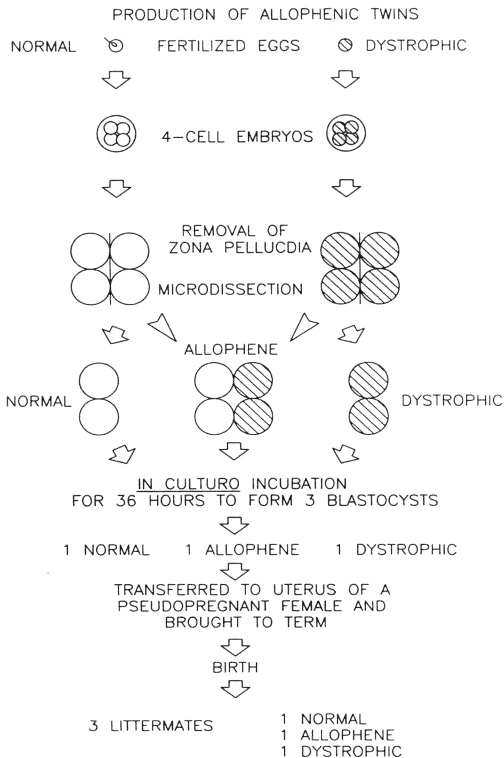 PRODUCTION OF ALLOPHENIC TWINS
NORMAL FERTILIZED EGGS DYSTROPHIC
4-CELL EMBRYOS
REMOVAL OF
ZONA PELLUCDIA
MICRODISSECTION
ALLOPHENE
NORMAL DYSTROPHIC
IN CULTURO INCUBATION
FOR 36 HOURS TO FORM 3 BLASTOCYSTS
1 NORMAL 1 ALLOPHENE 1 DYSTROPHIC
TRANSFERRED TO UTERUS OF A
PSEUDOPREGNANT FEMALE AND
BROUGHT TO TERM
BIRTH
3 LITTERMATES
1 NORMAL
1 ALLOPHENE
1 DYSTROPHIC